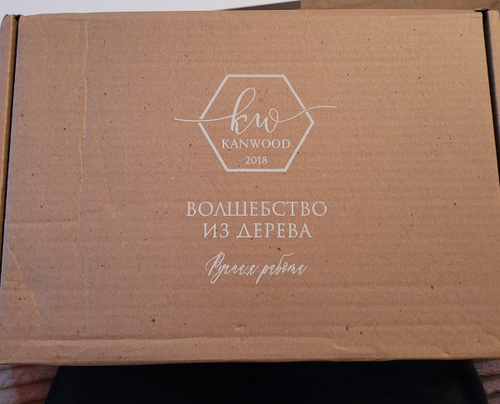 kw
KANWOOD
2018
ВОЛШЕБСТВО
ИЗ ДЕРЕВА
Ручная работа